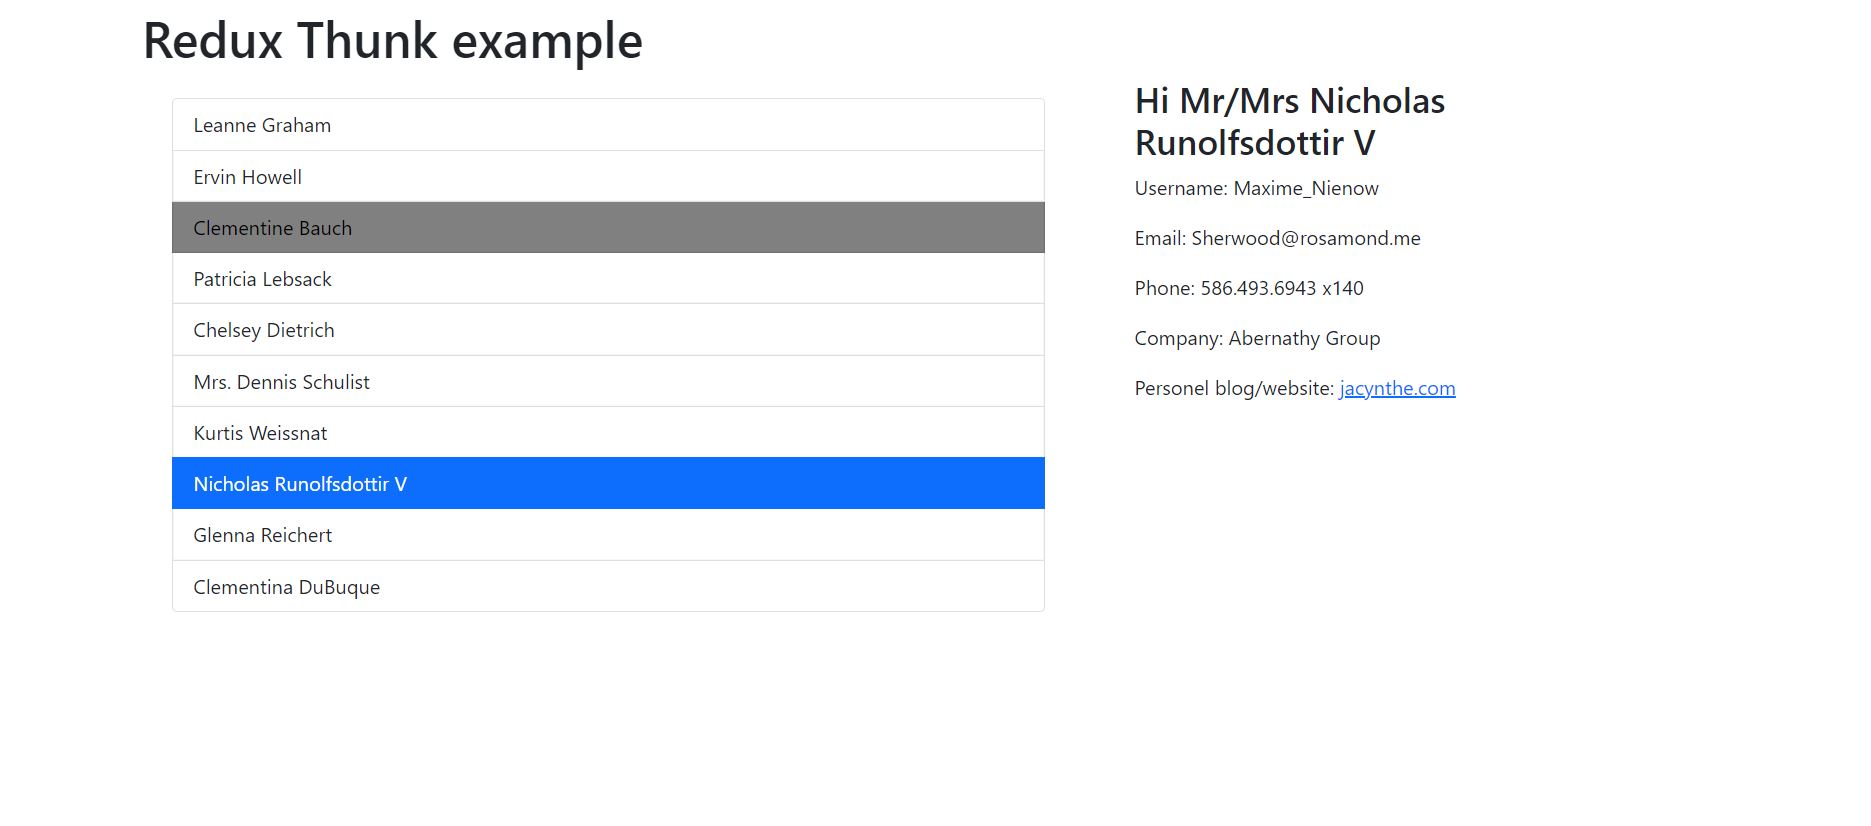 Redux Thunk example
Leanne Graham
Ervin Howell
Clementine Bauch
Patricia Lebsack
Chelsey Dietrich
Mrs. Dennis Schulist
Kurtis Weissnat
Nicholas Runolfsdottir V
Glenna Reichert
Clementina DuBuque
Hi Mr/Mrs Nicholas
Runolfsdottir V
Username: Maxime_Nienow
Email: Sherwood@rosamond.me
Phone: 586.493.6943 x140
Company: Abernathy Group
Personel blog/website: jacynthe.com